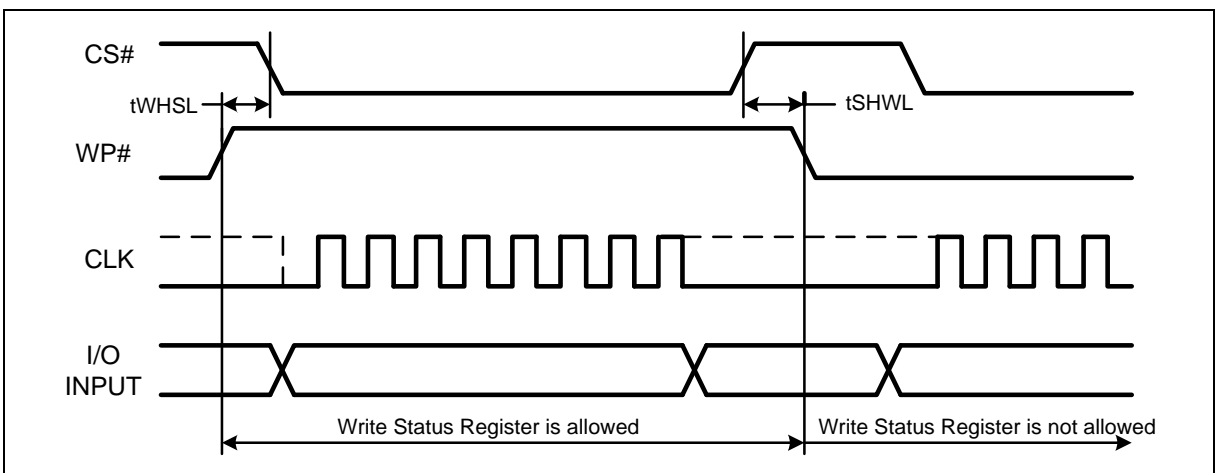 CS#
tWHSL
tSHWL
WP#
CLK
I/O
INPUT
Write Status Register is allowed
Write Status Register is not allowed